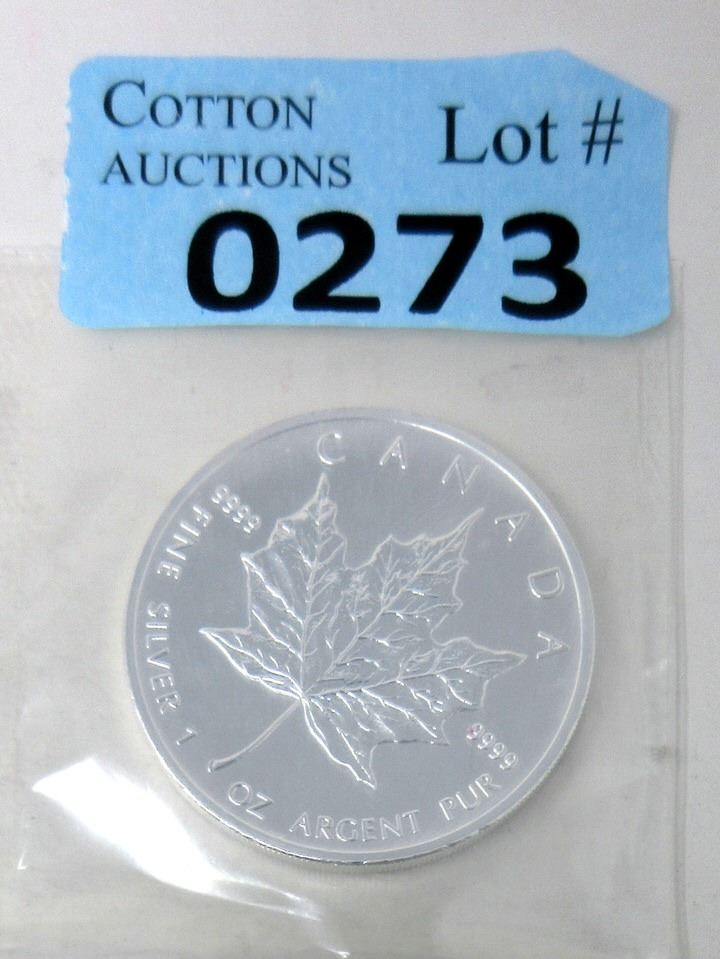 COTTON
AUCTIONS
Lot #
0273
CANADA
9999
FINE SILVER 1 OZ ARGENT PUR
9999